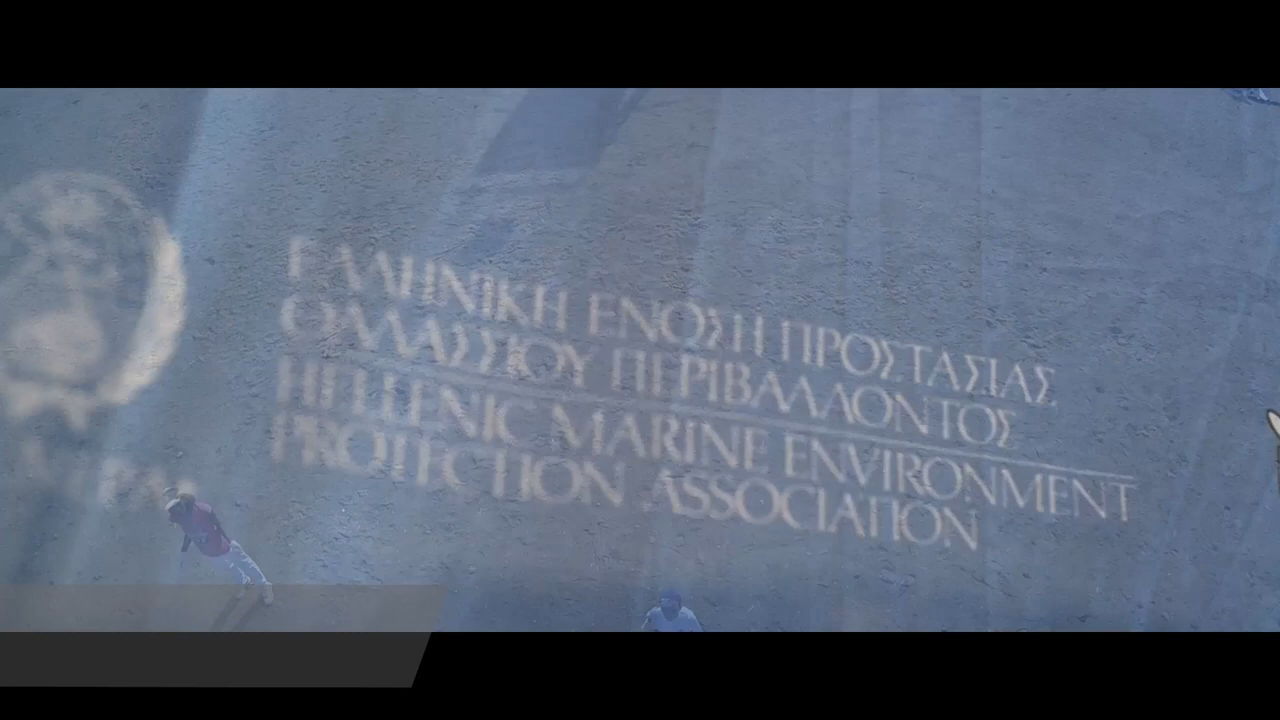 ΕΛΛΗΝΙΚΗ ΕΝΩΣΗ ΠΡΟΣΤΑΣΙΑΣ
ΘΑΛΑΣΣΙΟΥ ΠΕΡΙΒΑΛΛΟΝΤΟΣ
HELLENIC MARINE ENVIRONMENT
PROTECTION ASSOCIATION